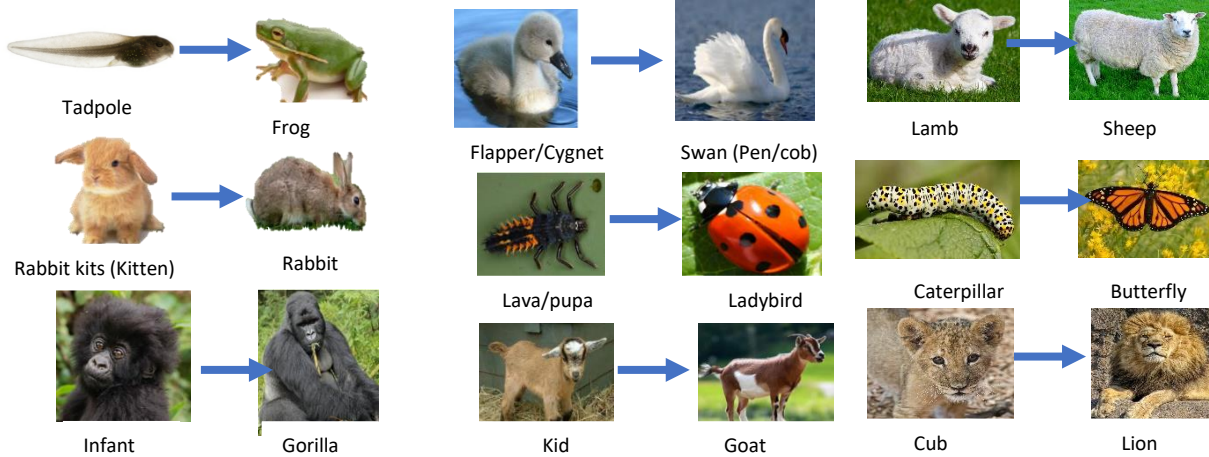 Tadpole
Frog
Flapper/Cygnet
Swan (Pen/cob)
Lamb
Sheep
Rabbit kits (Kitten)
Rabbit
Lava/pupa
Ladybird
Caterpillar
Butterfly
Infant
Gorilla
Kid
Goat
Cub
Lion